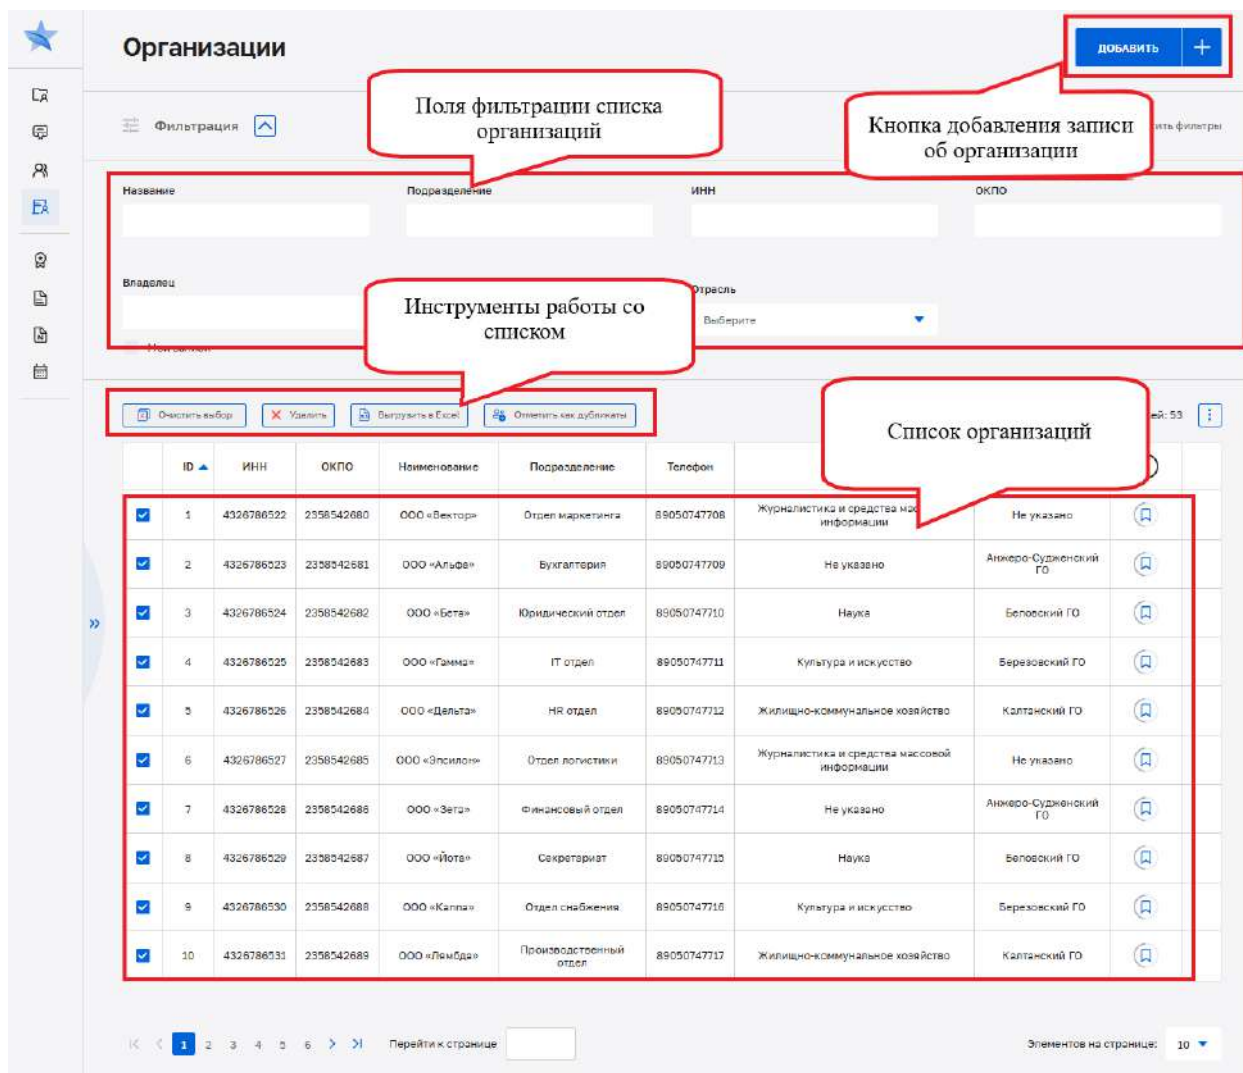 Организации
ДОБАВИТЬ
Поля фильтрации списка
организаций
Кнопка добавления записи
об организации
Фильтрация
фильтры
Название
Подразделение
ИНН
ОКПО
Владелец
Инструменты работы со
списком
Отрасль
Выберите
Очистить выбор
Удалить
Выгрузить в Excel
Отметить как дубликаты
Список организаций
53
ID ИНН ОКПО Наименование Подразделение Телефон
1 4326786522 2358542680 ООО «Вектор» Отдел маркетинга 89050747708 Журналистика и средства Не указано
информации
2 4326786523 2358542681 ООО «Альфа» Бухгалтерия 89050747709 Не указано Анжеро-Судженский
ГО
3 4326786524 2358542682 ООО «Бета» Юридический отдел 89050747710 Наука Беловский ГО
4 4326786525 2358542683 ООО «Гамма» IT отдел 89050747711 Культура и искусство Березовский ГО
5 4326786526 2358542684 ООО «Дельта» HR отдел 89050747712 Жилищно-коммунальное хозяйство Калтанский ГО
6 4326786527 2358542685 ООО «Эпсилон» Отдел логистики 89050747713 Журналистика и средства массовой Не указано
информации
7 4326786528 2358542686 ООО «Зета» Финансовый отдел 89050747714 Не указано Анжеро-Судженский
ГО
8 4326786529 2358542687 ООО «Йота» Секретариат 89050747715 Наука Беловский ГО
9 4326786530 2358542688 ООО «Каппа» Отдел снабжения 89050747716 Культура и искусство Березовский ГО
10 4326786531 2358542689 ООО «Лямбда» Производственный 89050747717 Жилищно-коммунальное хозяйство Калтанский ГО
отдел
1 2 3 4 5 6 Перейти к странице Элементов на странице: 10